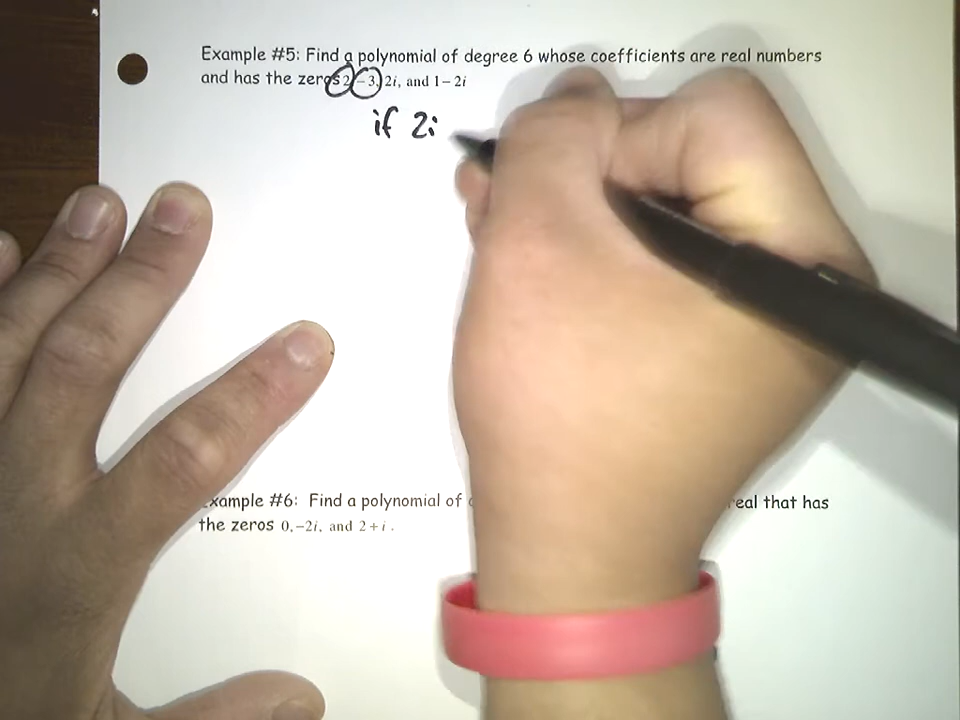 Example #5: Find a polynomial of degree 6 whose coefficients are real numbers
and has the zeros 2, -3, 2i, and 1-2i
if 2i
Example #6: Find a polynomial of real that has
the zeros 0, -2i, and 2+i.